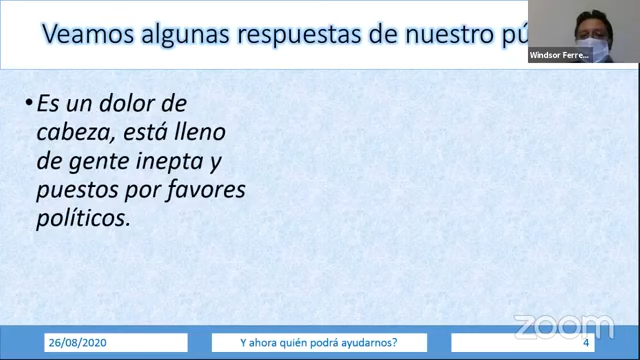 Veamos algunas respuestas de nuestro
Windsor Ferre...
•Es un dolor de
cabeza, está lleno
de gente inepta y
puestos por favores
políticos.
26/08/2020
Y ahora quién podrá ayudarnos?
4
zoom